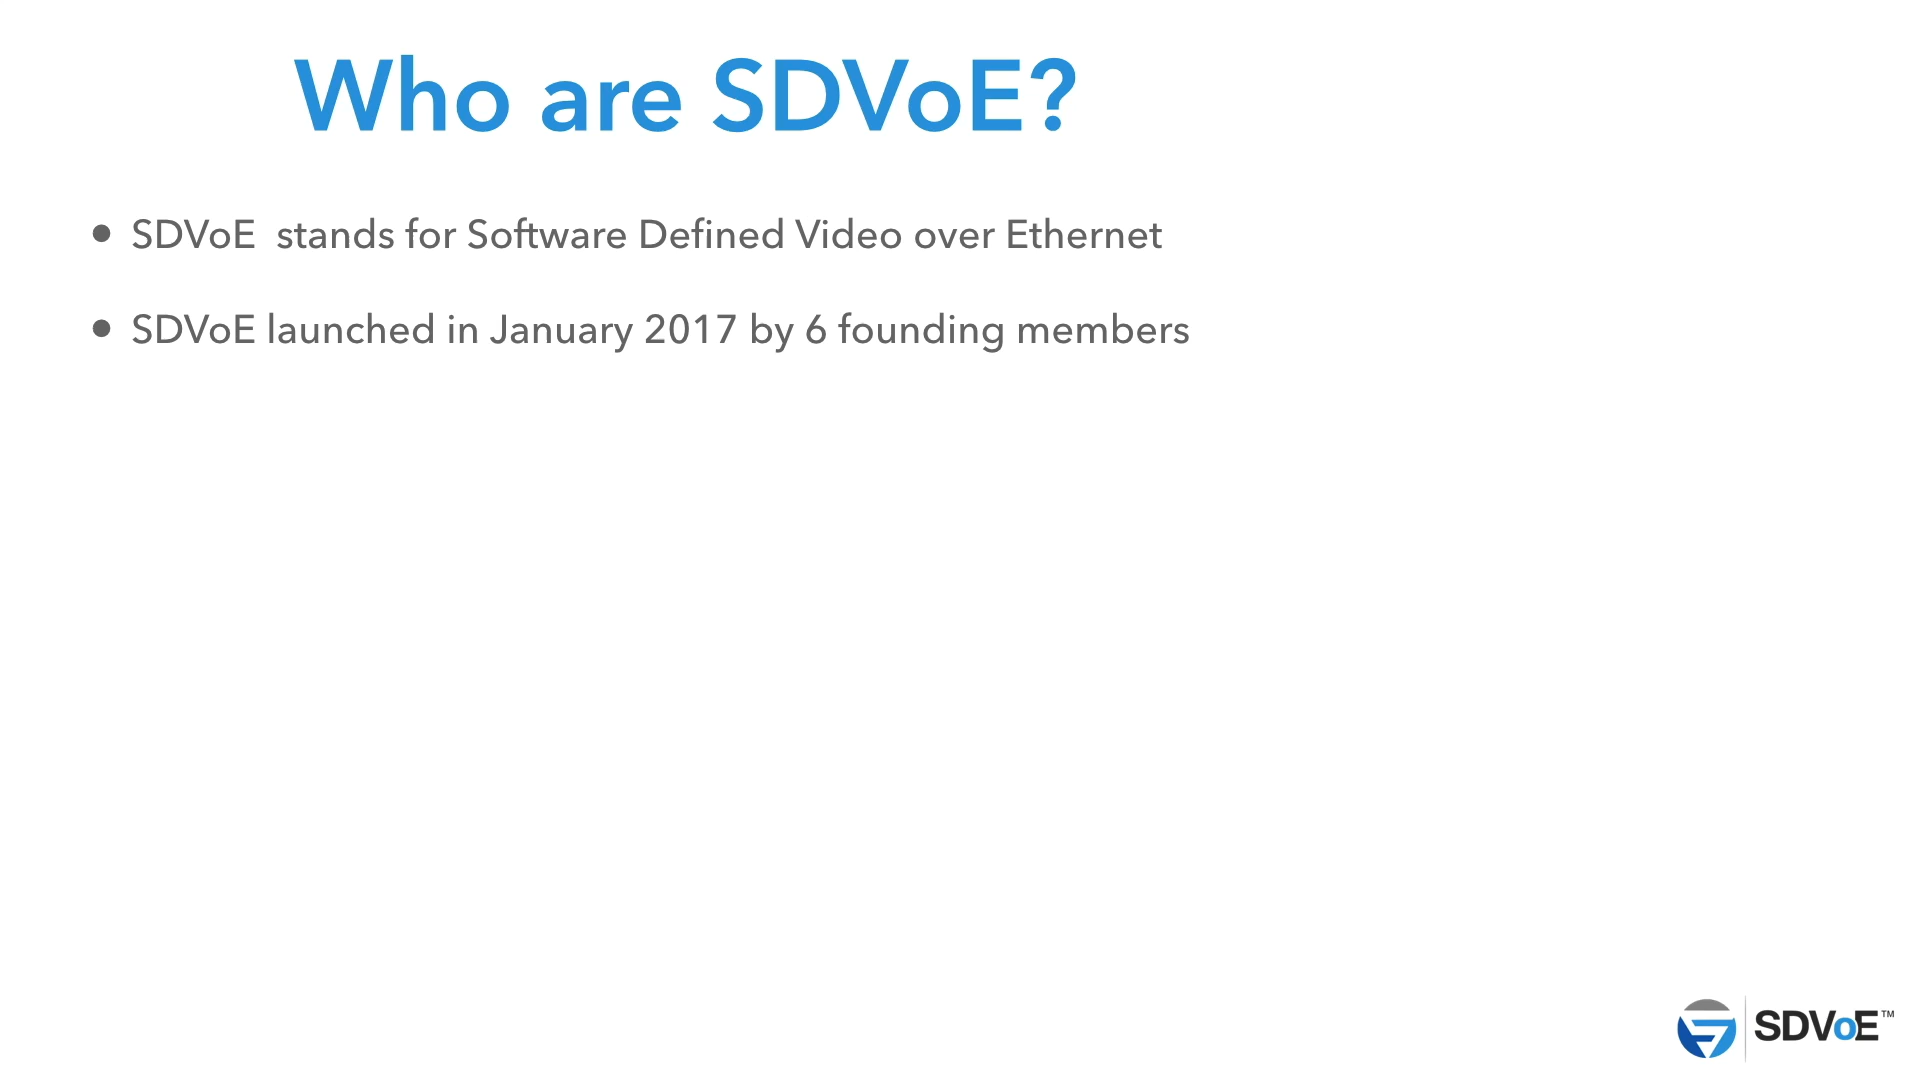 Who are SDVoE?
• SDVoE  stands for Software Defined Video over Ethernet
• SDVoE launched in January 2017 by 6 founding members
SDVoE™